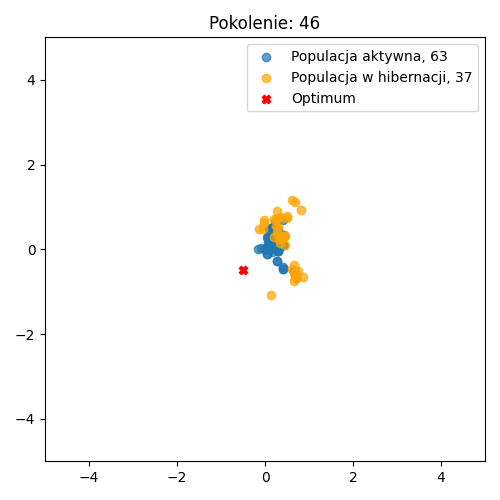 Pokolenie: 46
Populacja aktywna, 63
Populacja w hibernacji, 37
Optimum
4
2
0
−2
−4
−4 −2 0 2 4